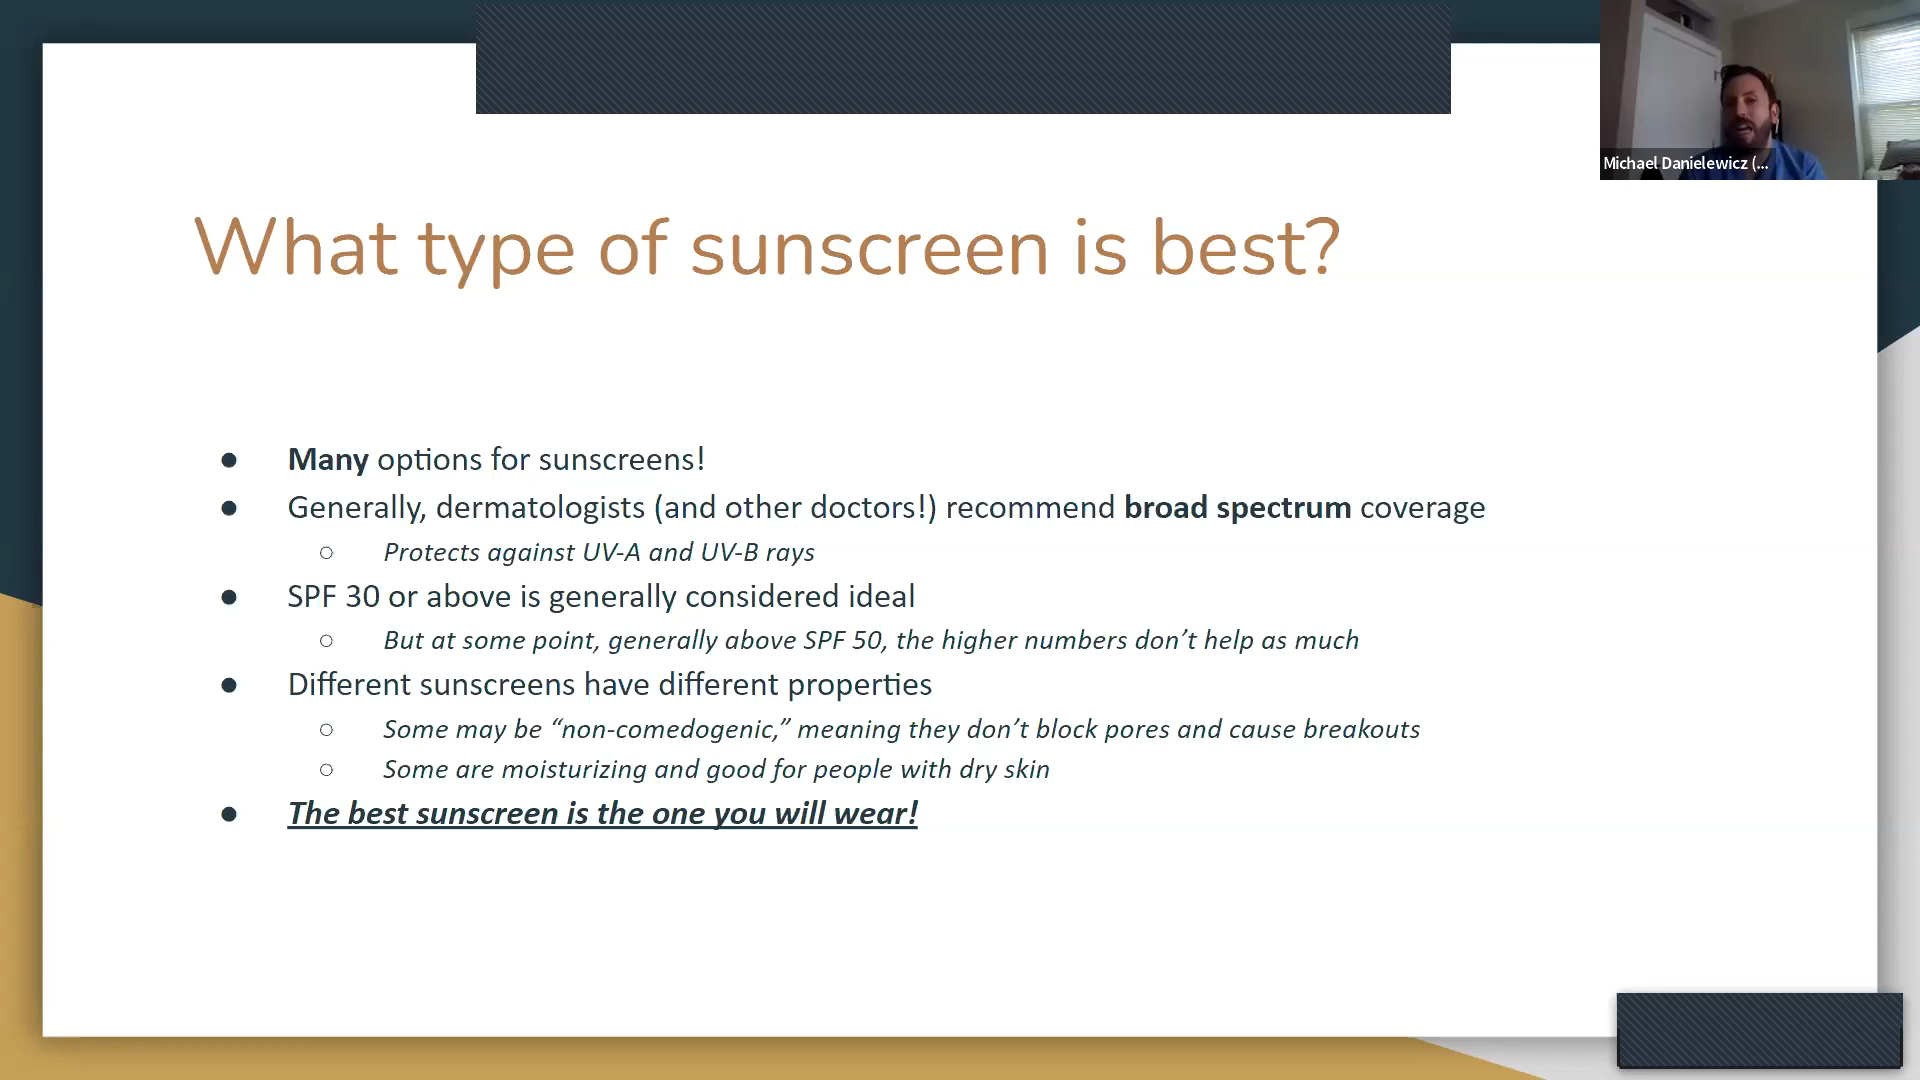 Michael Danielewicz (...
What type of sunscreen is best?
● Many options for sunscreens!
● Generally, dermatologists (and other doctors!) recommend broad spectrum coverage
○ Protects against UV-A and UV-B rays
● SPF 30 or above is generally considered ideal
○ But at some point, generally above SPF 50, the higher numbers don’t help as much
● Different sunscreens have different properties
○ Some may be “non-comedogenic,” meaning they don’t block pores and cause breakouts
○ Some are moisturizing and good for people with dry skin
● The best sunscreen is the one you will wear!